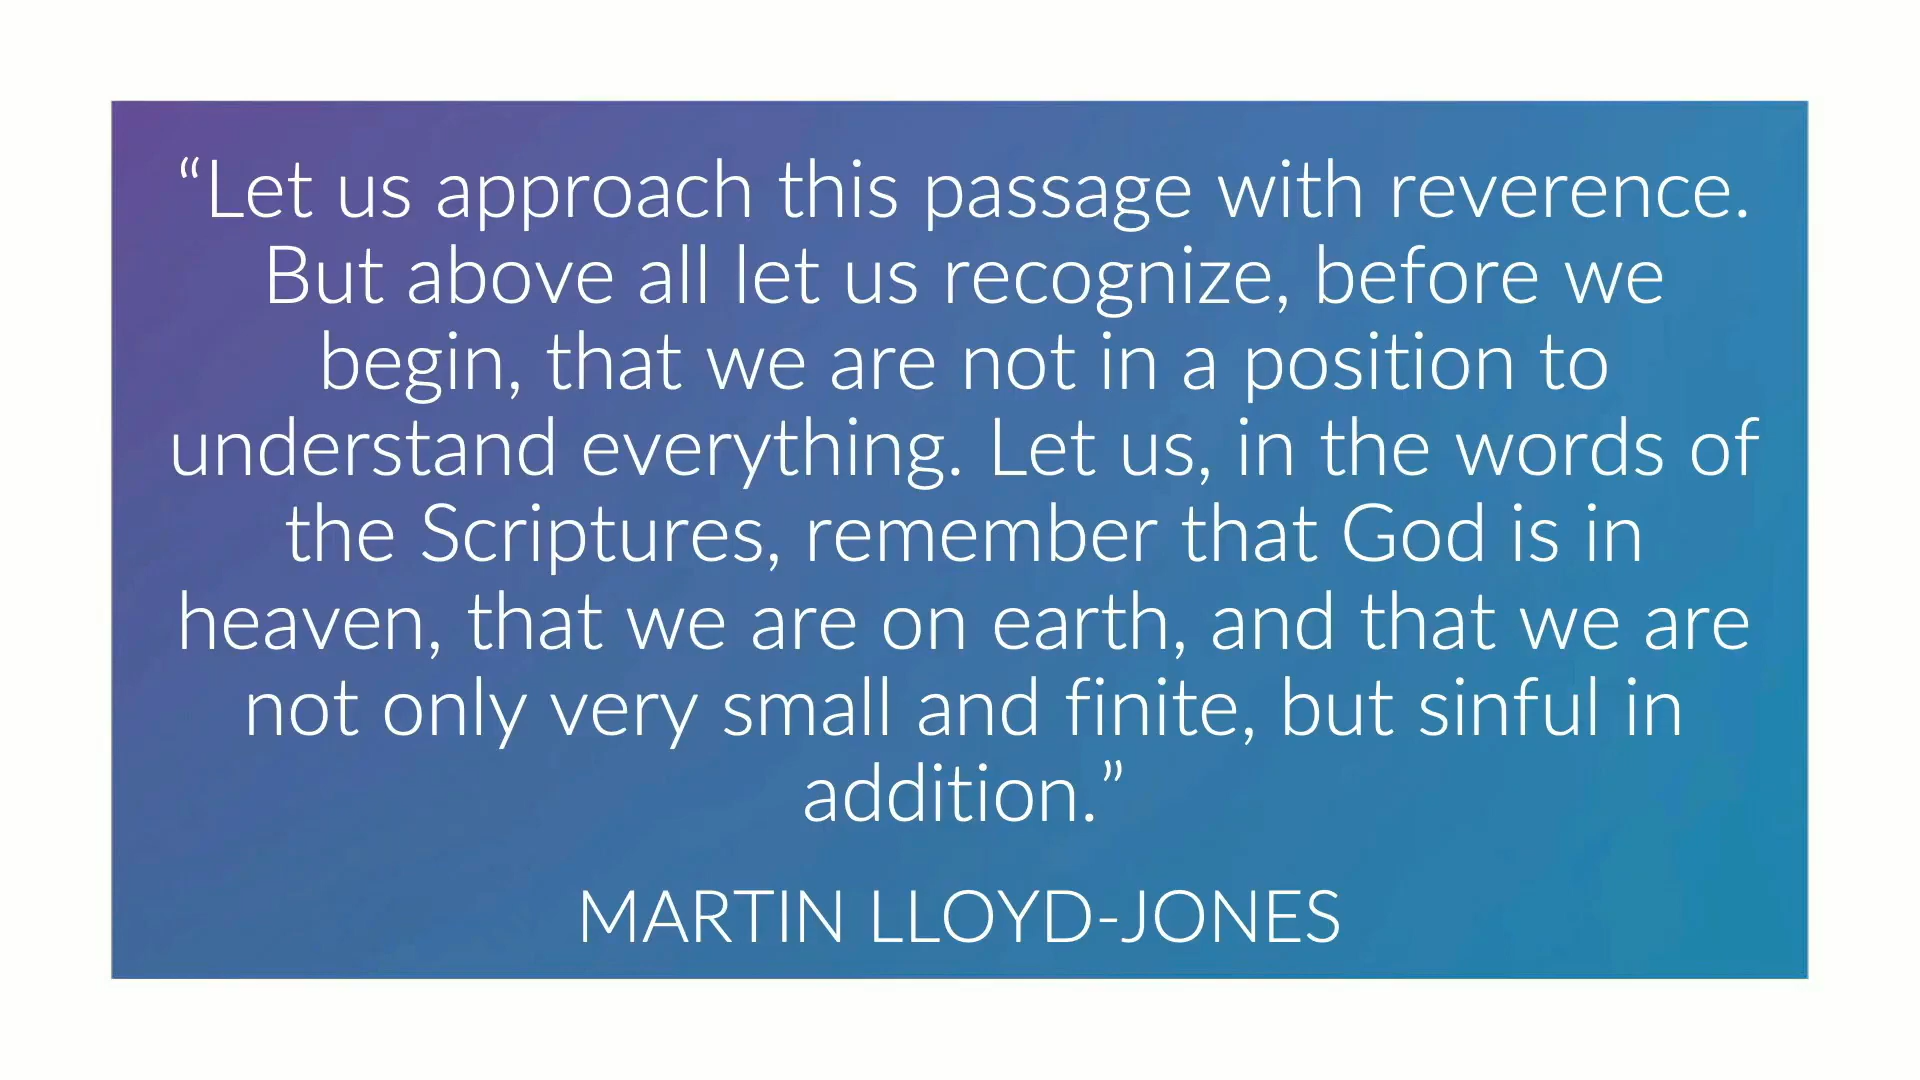 “Let us approach this passage with reverence.
But above all let us recognize, before we
begin, that we are not in a position to
understand everything. Let us, in the words of
the Scriptures, remember that God is in
heaven, that we are on earth, and that we are
not only very small and finite, but sinful in
addition.”
MARTIN LLOYD-JONES